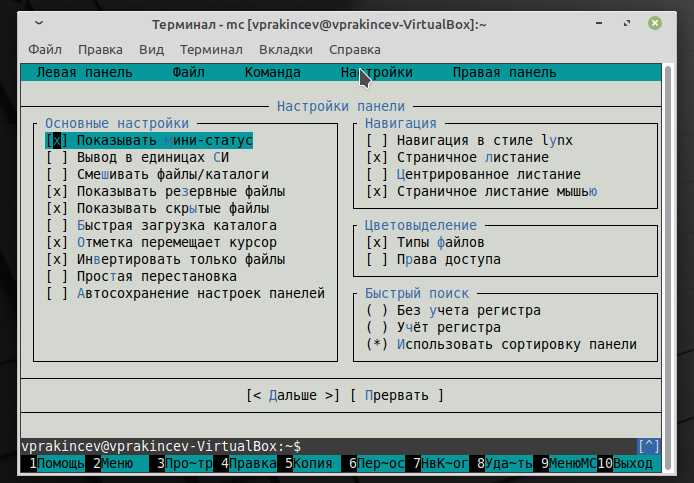 Терминал - mc [vprakincev@vprakincev-VirtualBox]:~
Файл Правка Вид Терминал Вкладки Справка
Левая панель Файл Команда Настройки Правая панель
Настройки панели
Основные настройки
[x] Показывать мини-статус
[ ] Вывод в единицах СИ
[ ] Смешивать файлы/каталоги
[x] Показывать резервные файлы
[x] Показывать скрытые файлы
[ ] Быстрая загрузка каталога
[x] Отметка перемещает курсор
[x] Инвертировать только файлы
[ ] Простая перестановка
[ ] Автосохранение настроек панелей
Навигация
[ ] Навигация в стиле lynx
[x] Страничное листание
[ ] Центрированное листание
[x] Страничное листание мышью
Цветовыделение
[x] Типы файлов
[ ] Права доступа
Быстрый поиск
( ) Без учета регистра
( ) Учёт регистра
(*) Использовать сортировку панели
[< Дальше >] [ Прервать ]
vprakincev@vprakincev-VirtualBox:~$ [^]
1Помощь 2Меню 3Про~тр 4Правка 5Копия 6Пер~ос 7НвК~ог 8Уда~ть 9МенюMC 10Выход